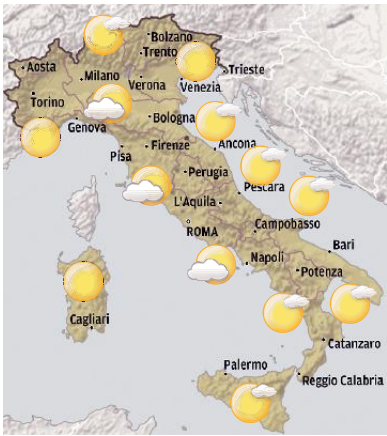 Bolzano
Trento
Aosta
Milano
Trieste
Verona
Venezia
Torino
Genova
Bologna
Pisa
Firenze
Ancona
Perugia
Pescara
L'Aquila
Campobasso
ROMA
Bari
Napoli
Potenza
Cagliari
Catanzaro
Palermo
Reggio Calabria